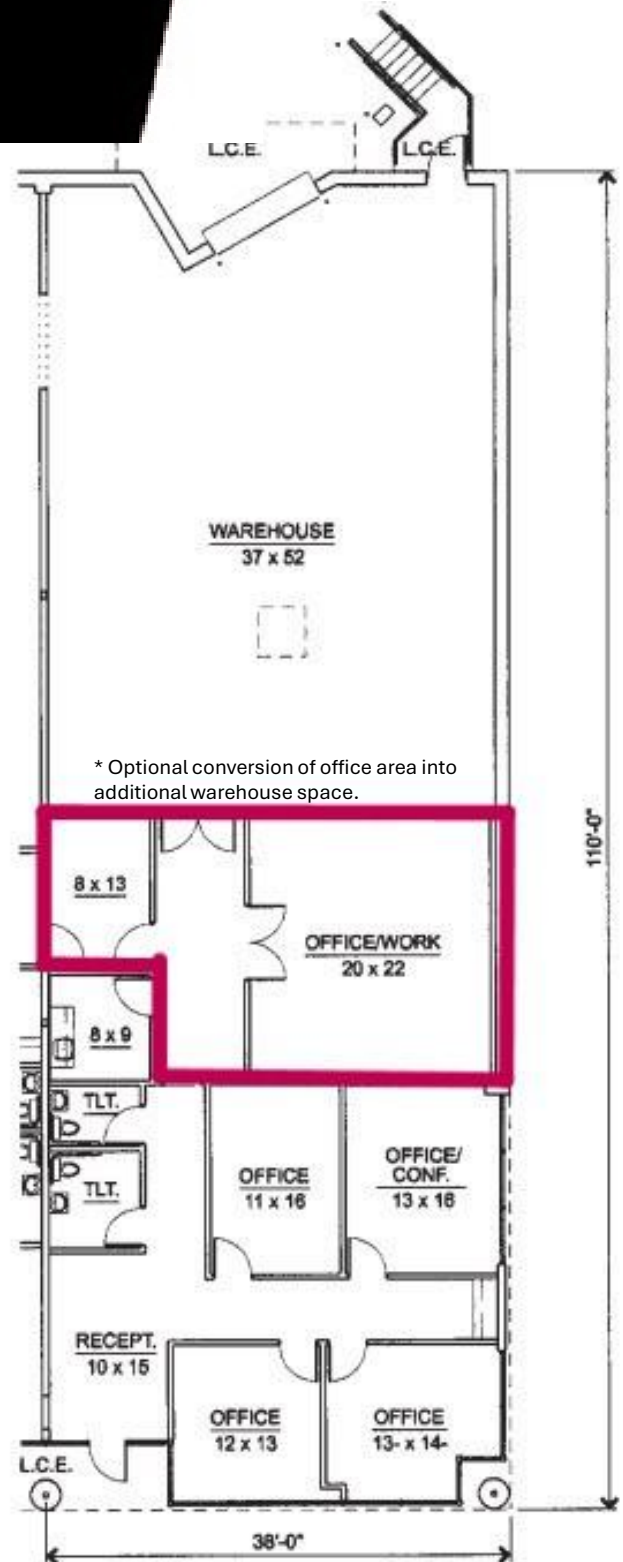 L.C.E.
L.C.E.
WAREHOUSE
37 x 52
* Optional conversion of office area into
additional warehouse space.
110'-0"
8 x 13
OFFICE/WORK
20 x 22
8 x 9
TLT.
OFFICE
11 x 16
OFFICE/
CONF.
13 x 16
TLT.
RECEPT.
10 x 15
OFFICE
12 x 13
OFFICE
13- x 14-
L.C.E.
38'-0"